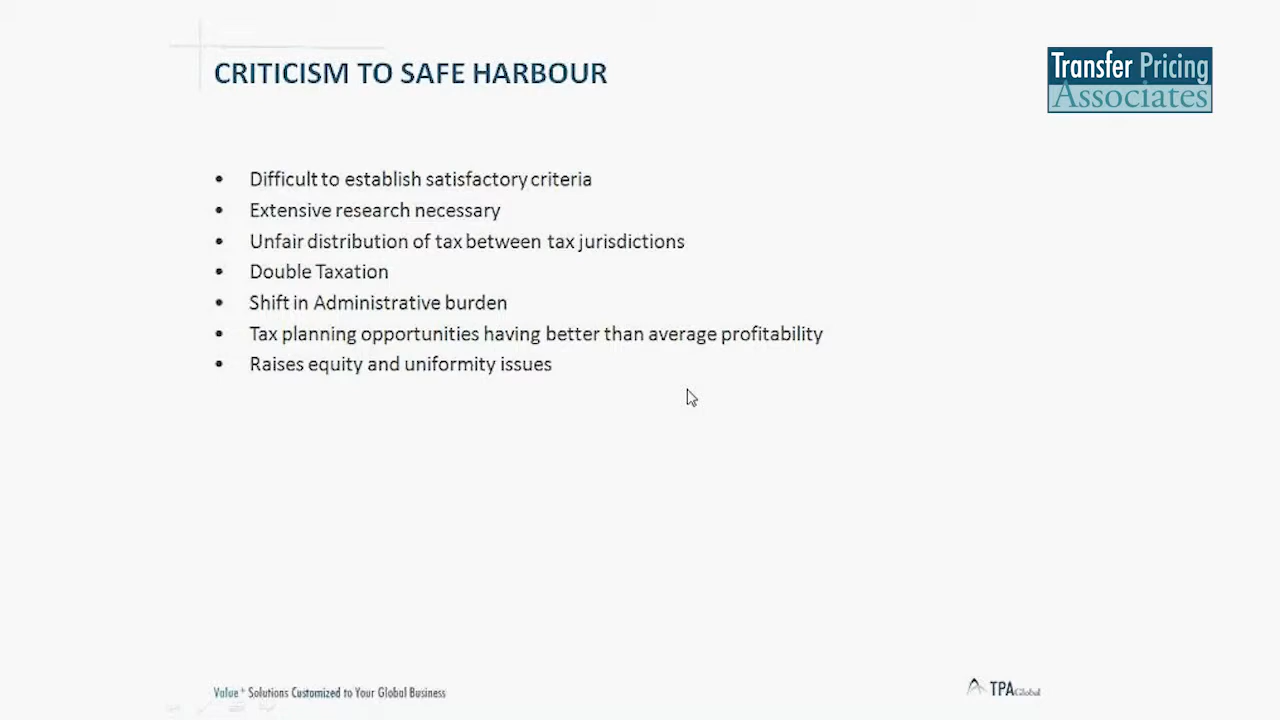 CRITICISM TO SAFE HARBOUR
Transfer Pricing
Associates
• Difficult to establish satisfactory criteria
• Extensive research necessary
• Unfair distribution of tax between tax jurisdictions
• Double Taxation
• Shift in Administrative burden
• Tax planning opportunities having better than average profitability
• Raises equity and uniformity issues
Value+ Solutions Customized to Your Global Business
TPA Global